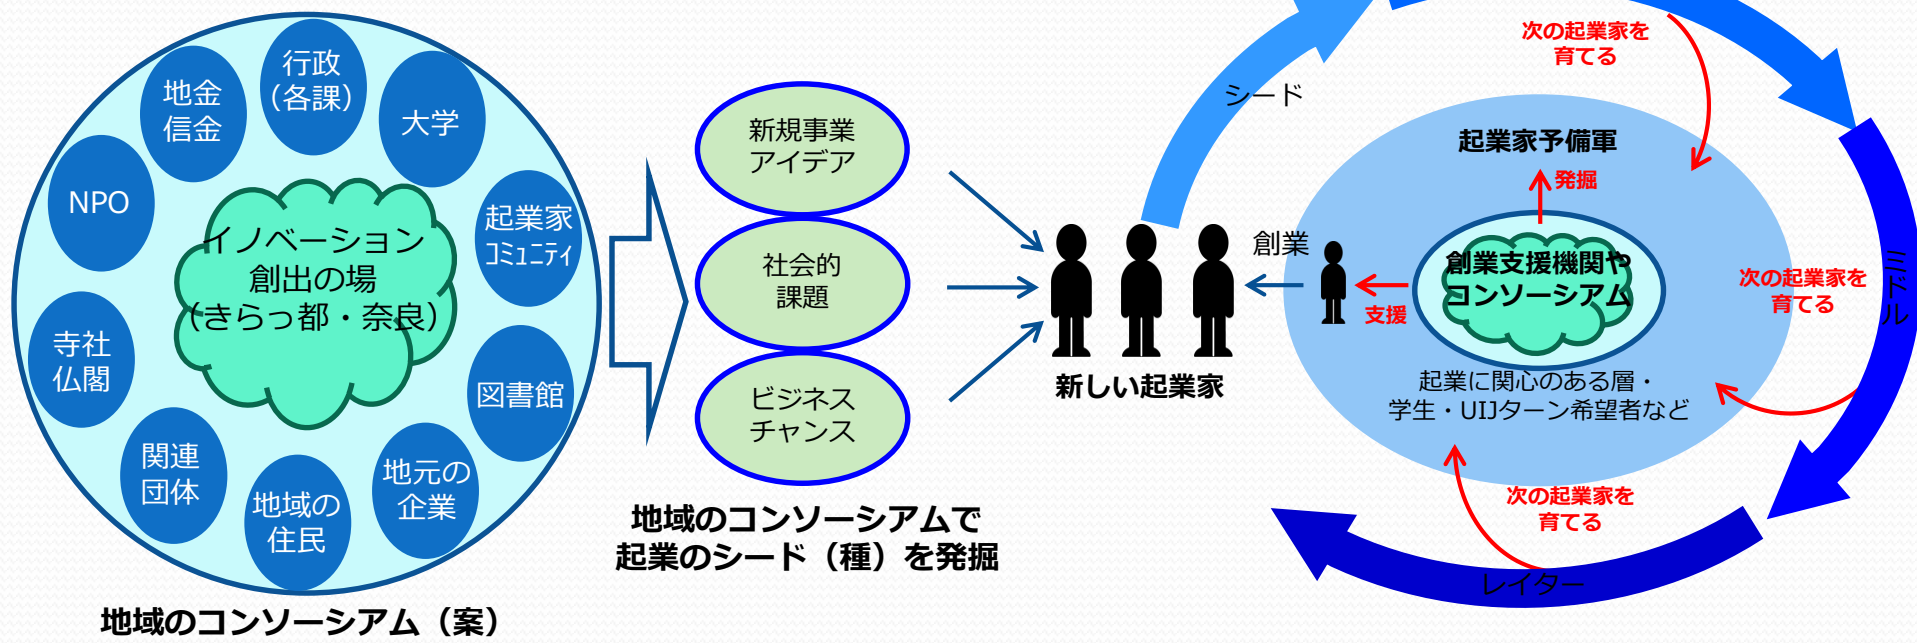 行政
（各課）
地金
信金
大学
NPO
起業家
ｺﾐｭﾆﾃｨ
イノベーション
創出の場
（きらっ都・奈良）
寺社
仏閣
図書館
関連
団体
地域の
住民
地元の
企業
地域のコンソーシアム（案）
新規事業
アイデア
社会的
課題
ビジネス
チャンス
地域のコンソーシアムで
起業のシード（種）を発掘
新しい起業家
創業
シード
次の起業家を
育てる
起業家予備軍
発掘
創業支援機関や
コンソーシアム
支援
起業に関心のある層・
学生・UIJターン希望者など
次の起業家を
育てる
ミドル
次の起業家を
育てる
レイター